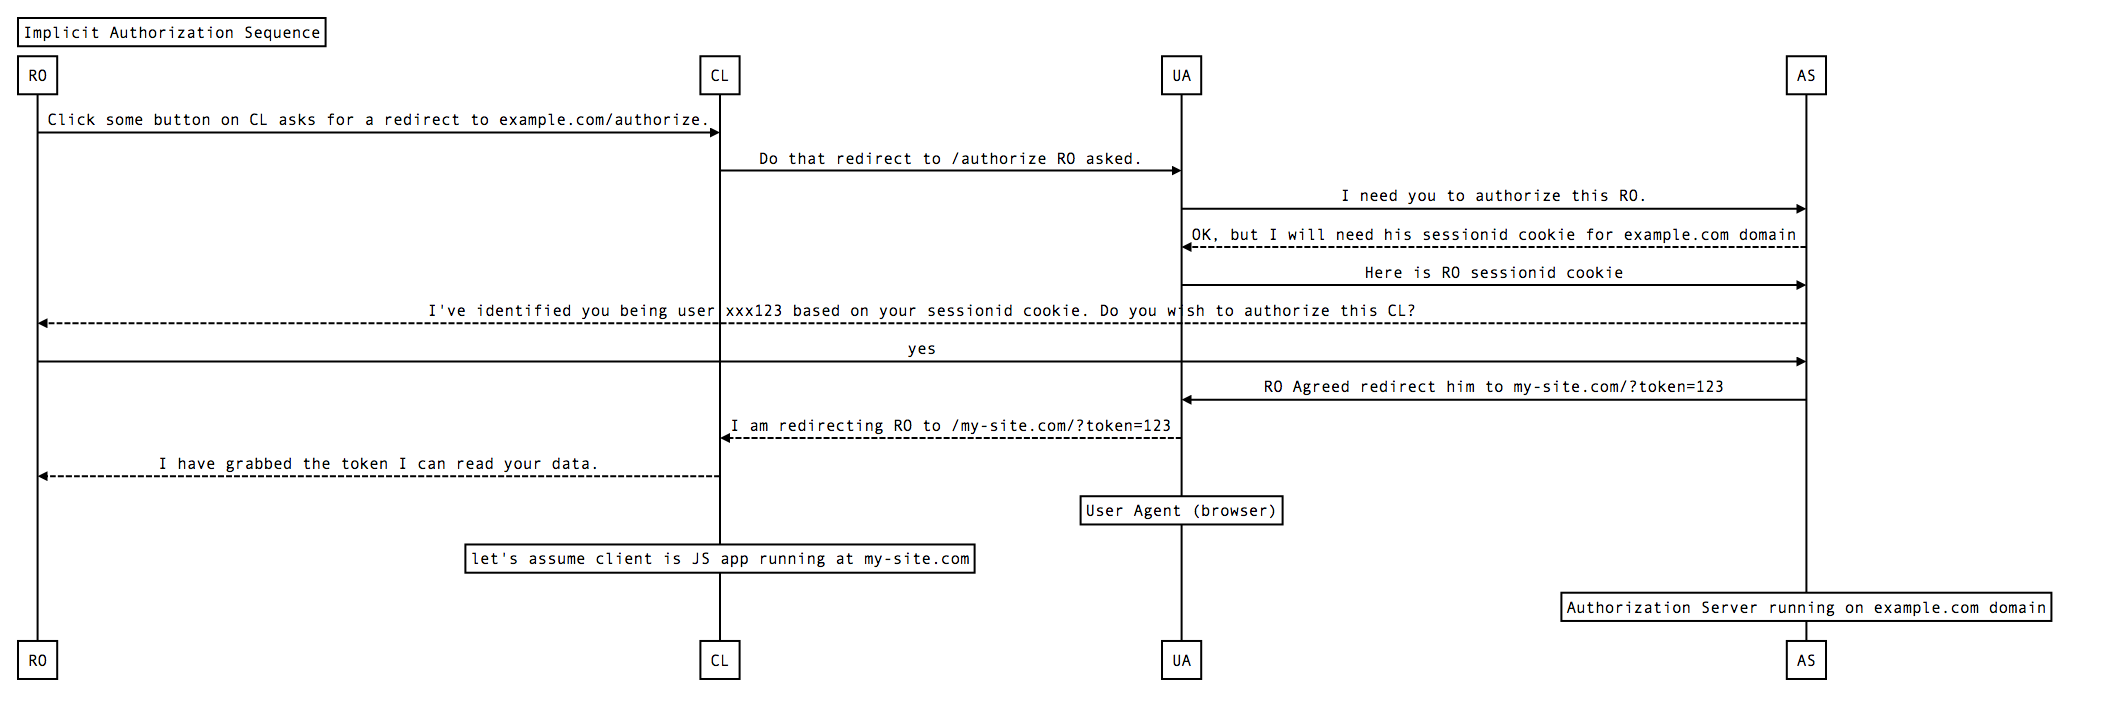 Implicit Authorization Sequence
RO CL UA AS
Click some button on CL asks for a redirect to example.com/authorize.
Do that redirect to /authorize RO asked.
I need you to authorize this RO.
OK, but I will need his sessionid cookie for example.com domain
Here is RO sessionid cookie
I've identified you being user xxx123 based on your sessionid cookie. Do you wish to authorize this CL?
yes
RO Agreed redirect him to my-site.com/?token=123
I am redirecting RO to /my-site.com/?token=123
I have grabbed the token I can read your data.
User Agent (browser)
let's assume client is JS app running at my-site.com
Authorization Server running on example.com domain
RO CL UA AS